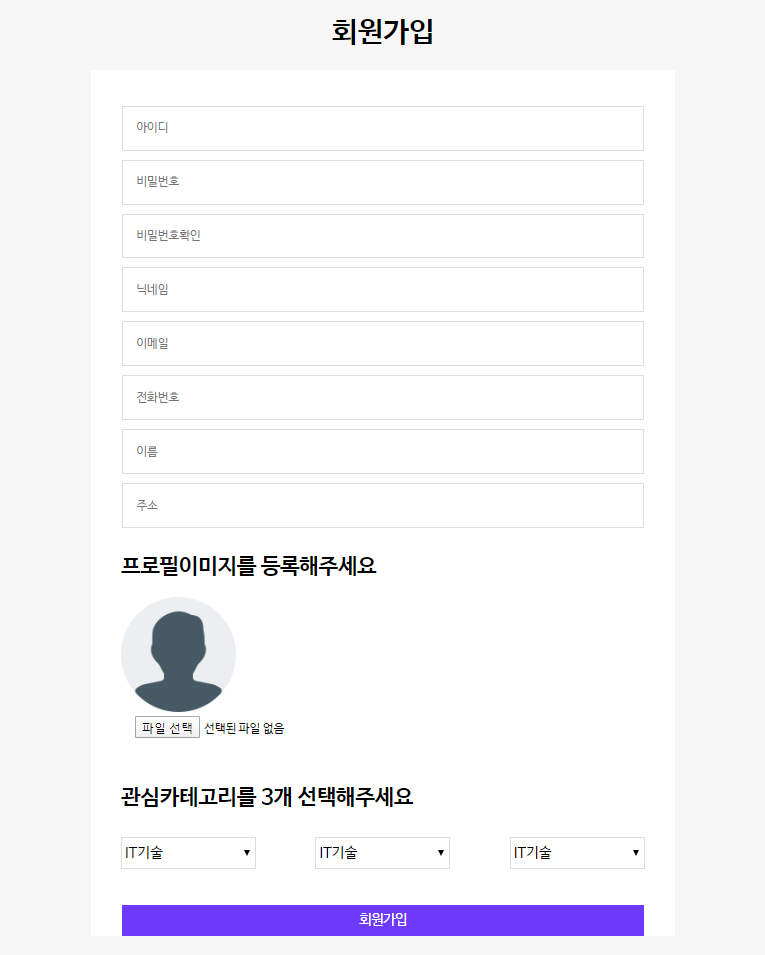 회원가입
아이디
비밀번호
비밀번호확인
닉네임
이메일
전화번호
이름
주소
프로필이미지를 등록해주세요
파일 선택 선택된 파일 없음
관심카테고리를 3개 선택해주세요
IT기술 IT기술 IT기술
회원가입